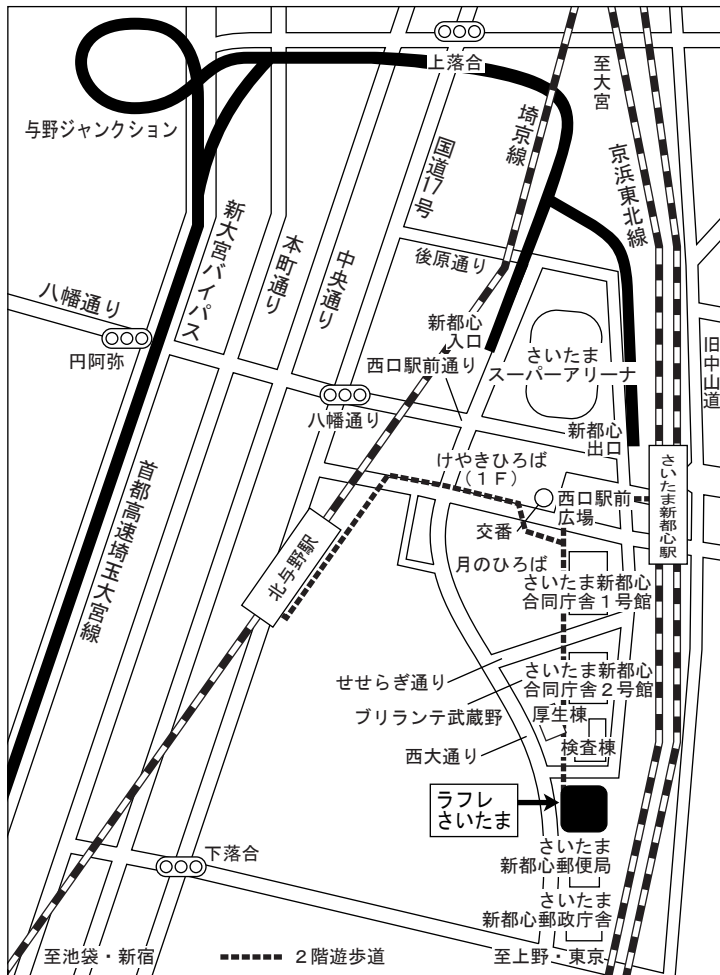 上落合
至大宮
与野ジャンクション
埼京線
国道17号
京浜東北線
新大宮バイパス
本町通り
中央通り
後原通り
八幡通り
円阿弥
新都心
入口
西口駅前通り
さいたま
スーパーアリーナ
旧中山道
八幡通り
新都心
出口
けやきひろば
（1F）
さいたま新都心駅
西口駅前
広場
交番
首都高速埼玉大宮線
北与野駅
月のひろば
さいたま新都心
合同庁舎1号館
せせらぎ通り
さいたま新都心
合同庁舎2号館
ブリランテ武蔵野
厚生棟
検査棟
西大通り
ラフレ
さいたま
さいたま
新都心郵便局
下落合
さいたま
新都心郵政庁舎
至池袋・新宿
2階遊歩道
至上野・東京